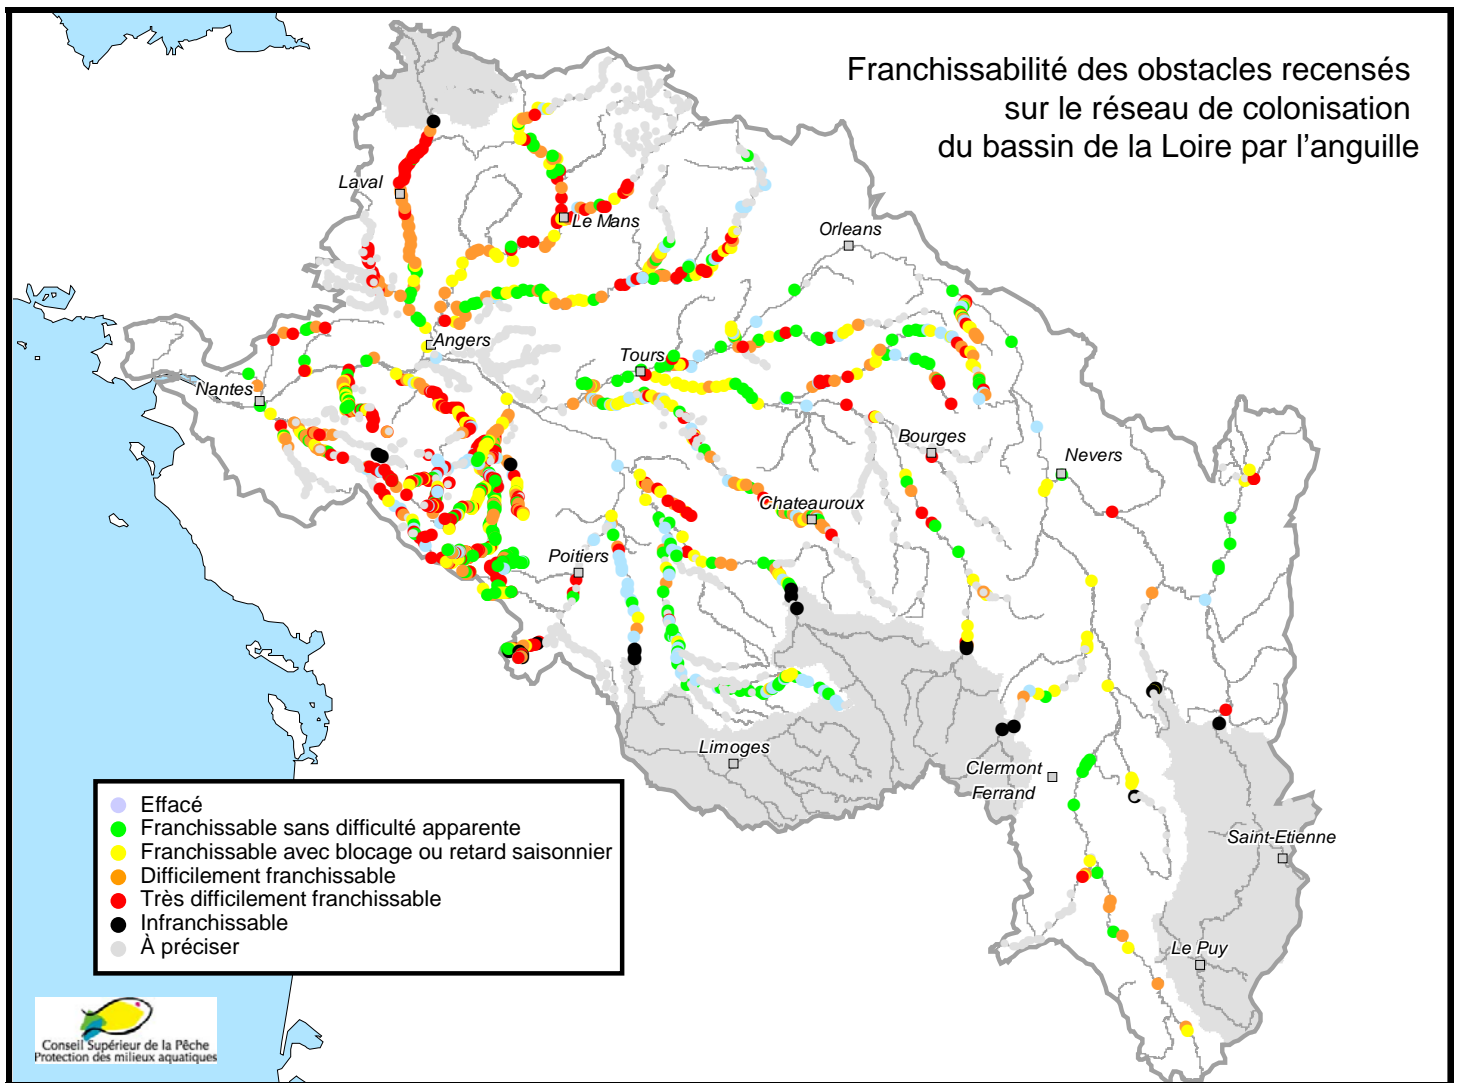 Franchissabilité des obstacles recensés
sur le réseau de colonisation
du bassin de la Loire par l'anguille
Laval
Le Mans
Orleans
Angers
Tours
Nantes
Bourges
Nevers
Chateauroux
Poitiers
Limoges
Clermont
Ferrand
Saint-Etienne
Le Puy
Effacé
Franchissable sans difficulté apparente
Franchissable avec blocage ou retard saisonnier
Difficilement franchissable
Très difficilement franchissable
Infranchissable
À préciser
Conseil Supérieur de la Pêche
Protection des milieux aquatiques